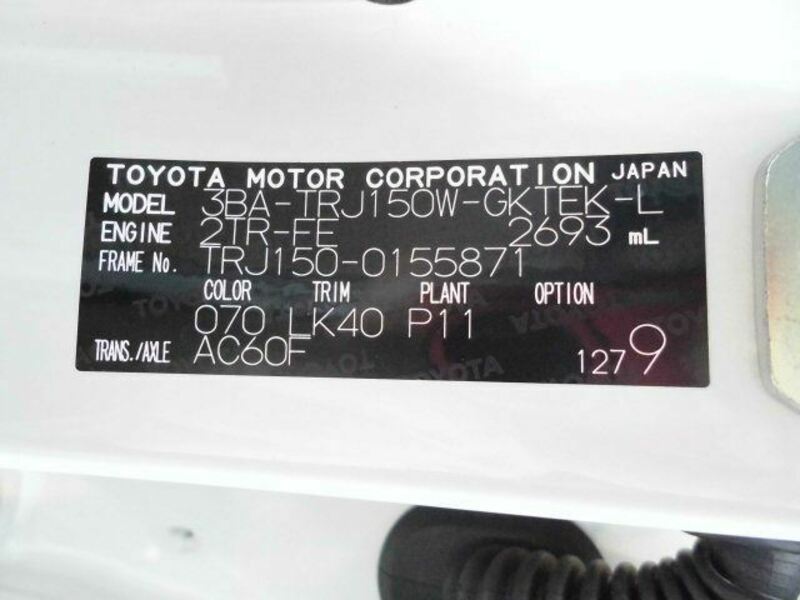 TOYOTA MOTOR CORPORATION JAPAN
MODEL 3BA-TRJ150W-GKTEK-L
ENGINE 2TR-FE 2693 mL
FRAME No. TRJ150-0155871
COLOR TRIM PLANT OPTION
070 LK40 P11
TRANS./AXLE AC60F 1279